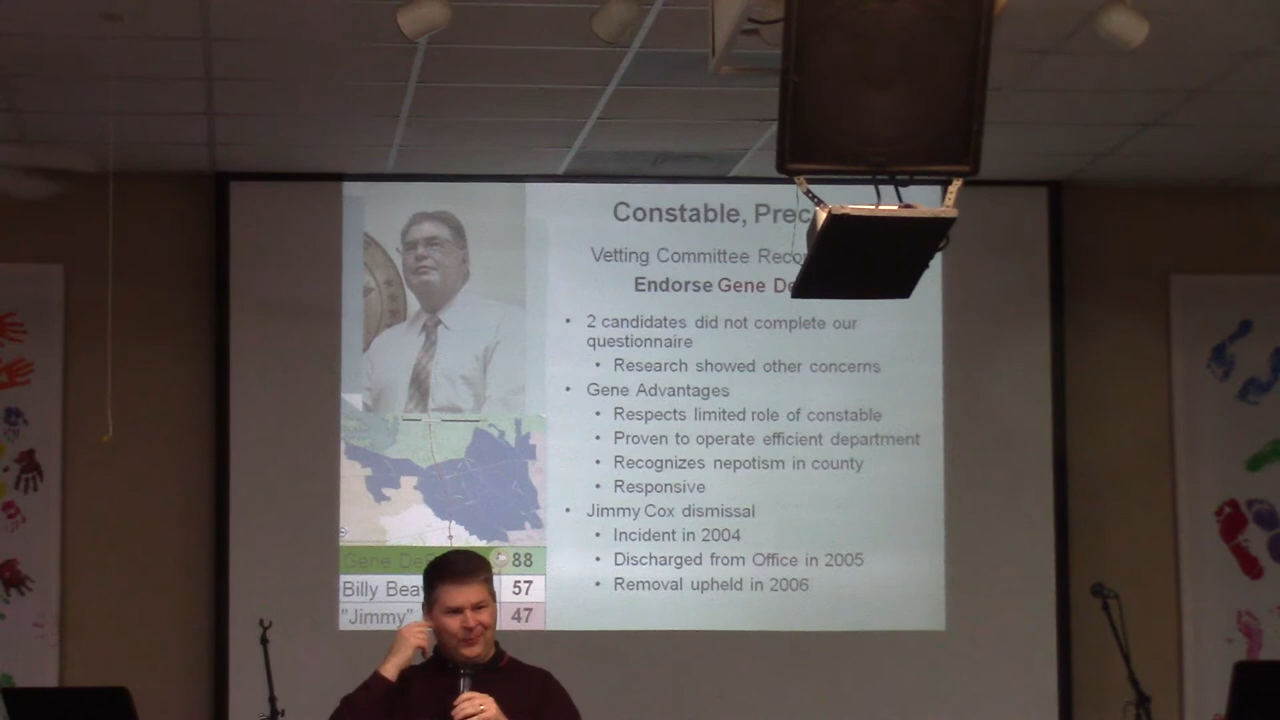 Constable, Prec
Vetting Committee Reco
Endorse Gene De
• 2 candidates did not complete our
questionnaire
• Research showed other concerns
• Gene Advantages
• Respects limited role of constable
• Proven to operate efficient department
• Recognizes nepotism in county
• Responsive
• Jimmy Cox dismissal
• Incident in 2004
• Discharged from Office in 2005
• Removal upheld in 2006
Gene De 88
Billy Bea 57
"Jimmy" 47